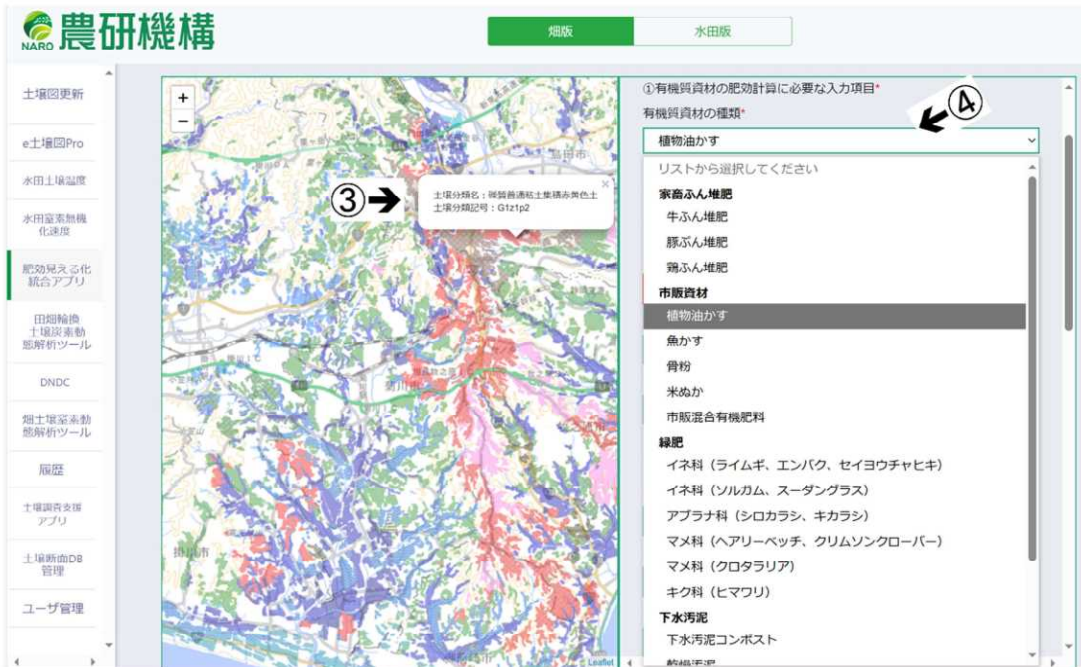 NARO 農研機構
畑版
水田版
土壌図更新
e土壌図Pro
水田土壌温度
水田窒素無機
化速度
肥効見える化
統合アプリ
田畑輪換
土壌炭素動
態解析ツール
DNDC
畑土壌窒素動
態解析ツール
履歴
土壌調査支援
アプリ
土壌断面DB
管理
ユーザ管理
+
−
島田市
③
土壌分類名：礫質普通粘土集積赤黄色土
土壌分類記号：G1z1p2
×
菊川市
掛川市
Leaflet
①有機質資材の肥効計算に必要な入力項目*
有機質資材の種類*
④
植物油かす
リストから選択してください
家畜ふん堆肥
牛ふん堆肥
豚ぷん堆肥
鶏ふん堆肥
市販資材
植物油かす
魚かす
骨粉
米ぬか
市販混合有機肥料
緑肥
イネ科（ライムギ、エンバク、セイヨウチャヒキ）
イネ科（ソルガム、スーダングラス）
アブラナ科（シロカラシ、キカラシ）
マメ科（ヘアリーベッチ、クリムソンクローバー）
マメ科（クロタラリア）
キク科（ヒマワリ）
下水汚泥
下水汚泥コンポスト
乾燥汚泥